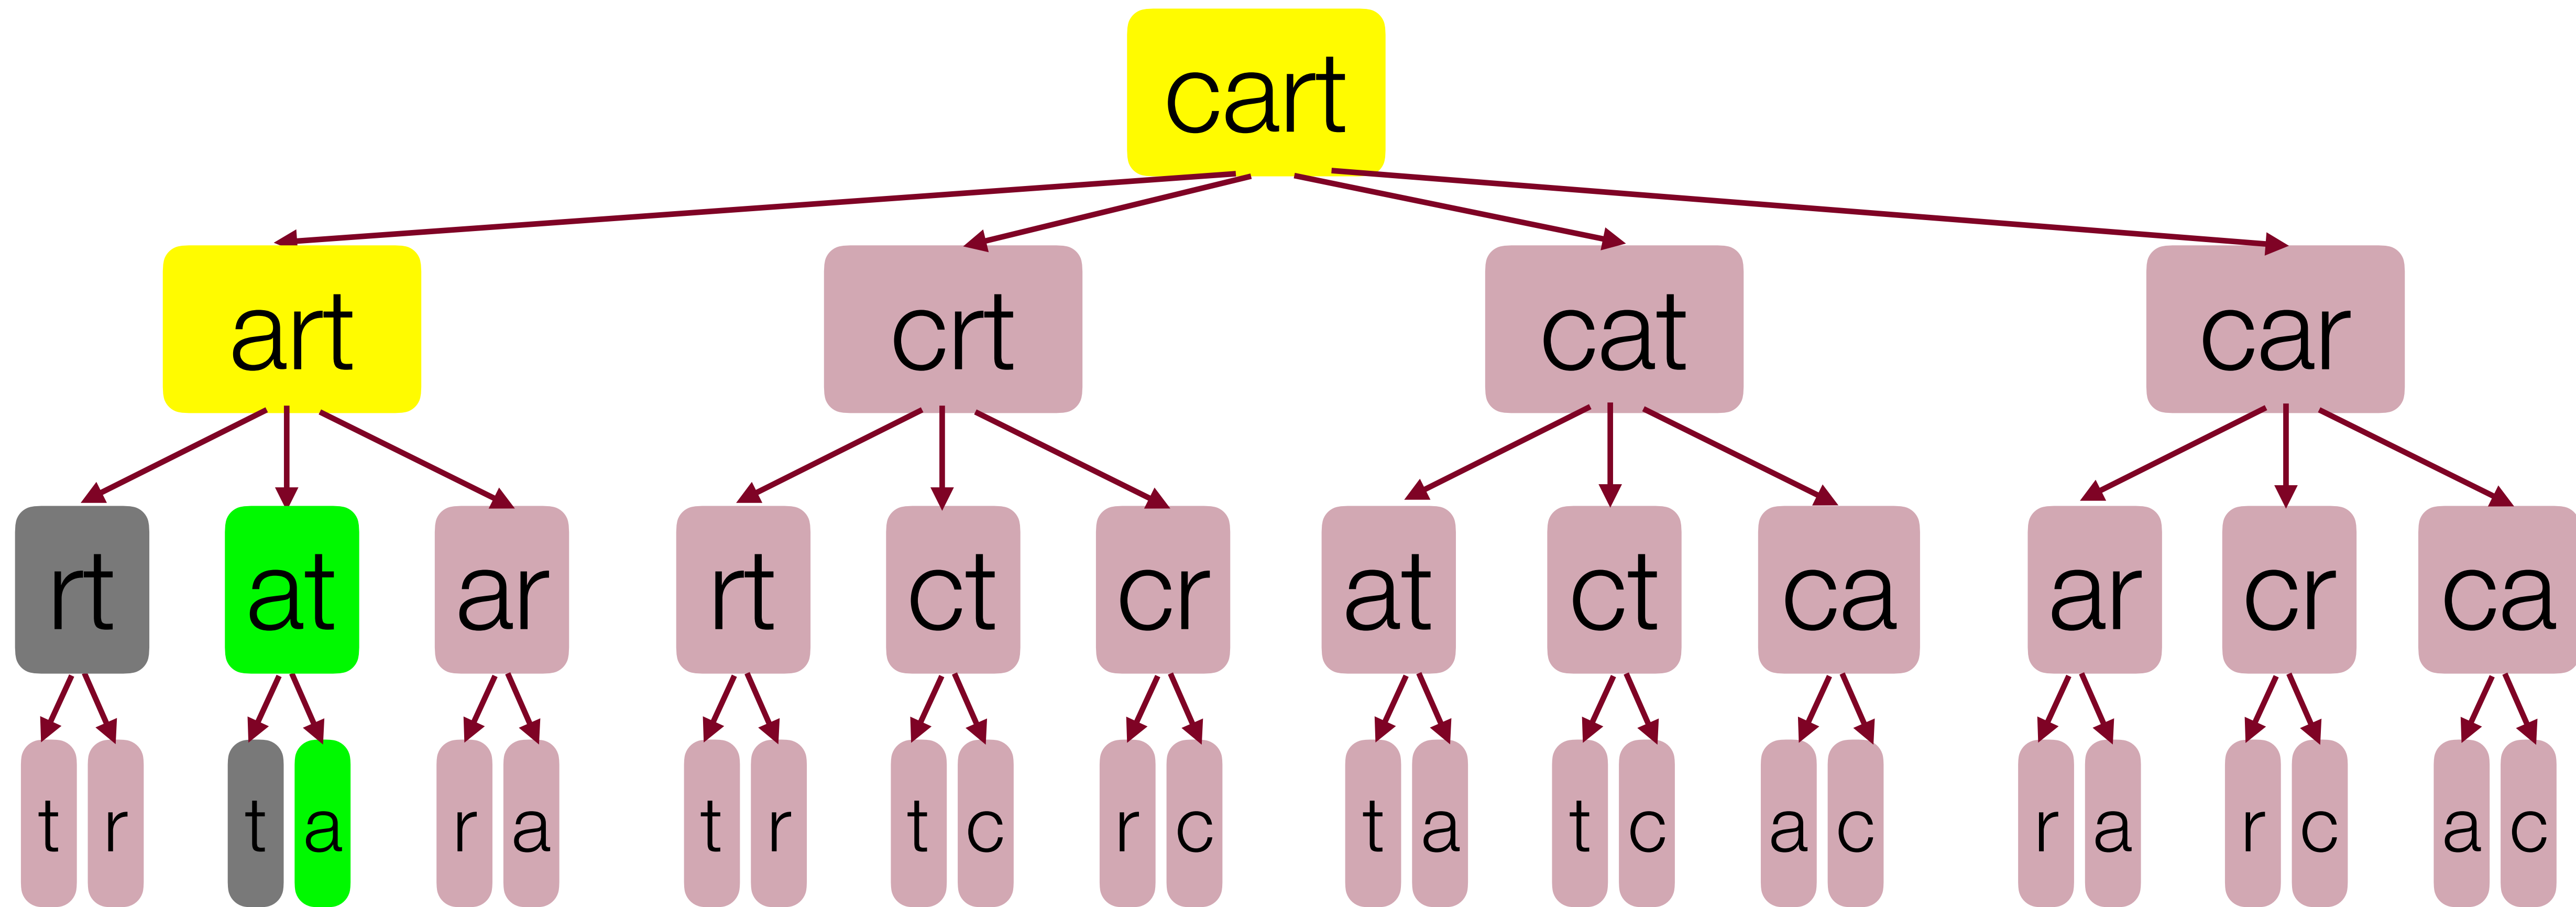 cart
art crt cat car
rt at ar rt ct cr at ct ca ar cr ca
t r t a r a t r t c r c t a t c a c r a r c a c